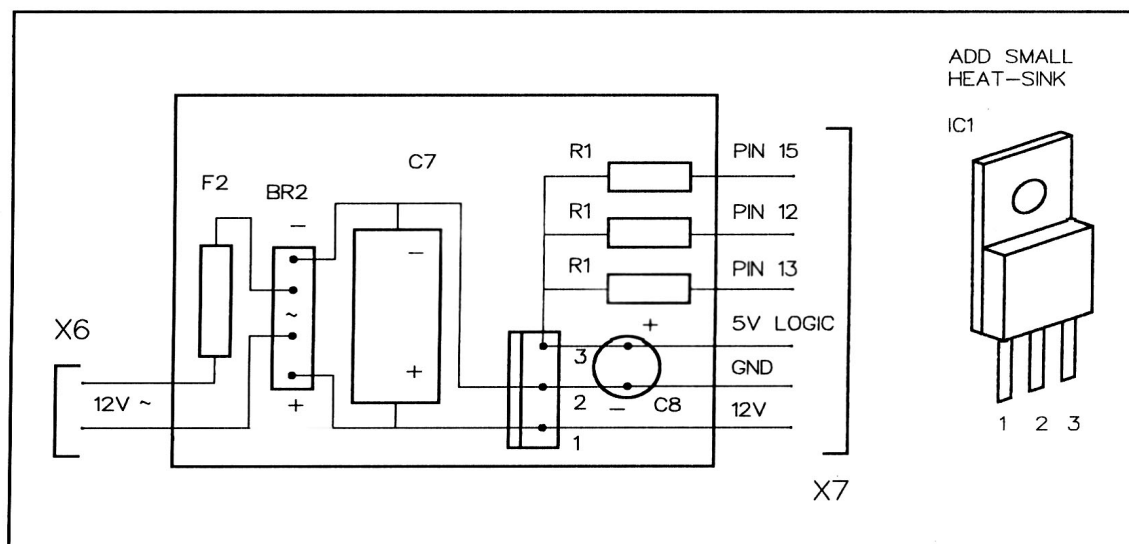 ADD SMALL
HEAT-SINK
IC1
C7
R1
PIN 15
F2
BR2
-
R1
PIN 12
-
R1
PIN 13
~
X6
+
5V LOGIC
3
+
GND
12V ~
+
2
-
C8
12V
1
1 2 3
X7